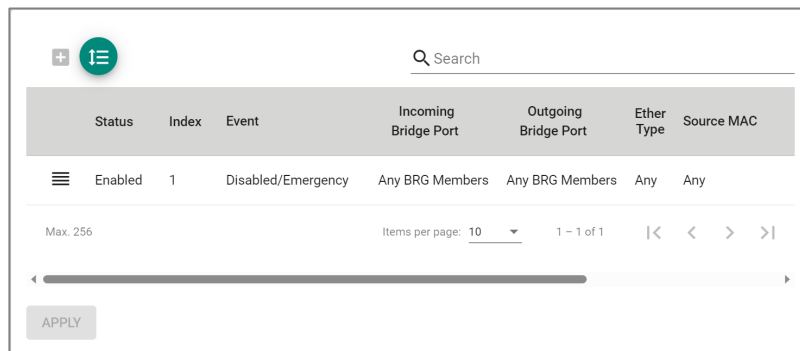 Search
Status Index Event Incoming Bridge Port Outgoing Bridge Port Ether Type Source MAC
Enabled 1 Disabled/Emergency Any BRG Members Any BRG Members Any Any
Max. 256 Items per page: 10 1 – 1 of 1
APPLY